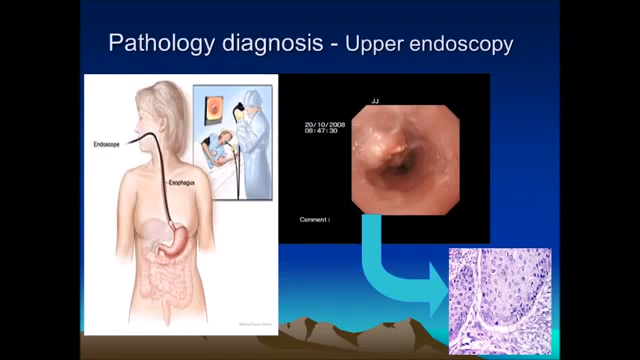 Pathology diagnosis - Upper endoscopy
Endoscope
Esophagus
JJ
20/10/2008
08:47:30
Comment: